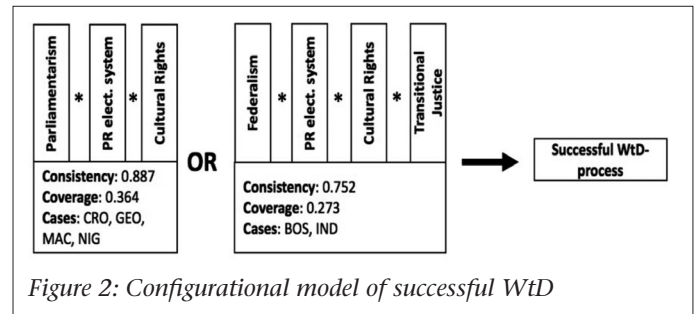 Parliamentarism
*
PR elect. system
*
Cultural Rights
Consistency: 0.887
Coverage: 0.364
Cases: CRO, GEO,
MAC, NIG
OR
Federalism
*
PR elect. system
*
Cultural Rights
*
Transitional
Justice
Consistency: 0.752
Coverage: 0.273
Cases: BOS, IND
Successful WtD-
process
Figure 2: Configurational model of successful WtD